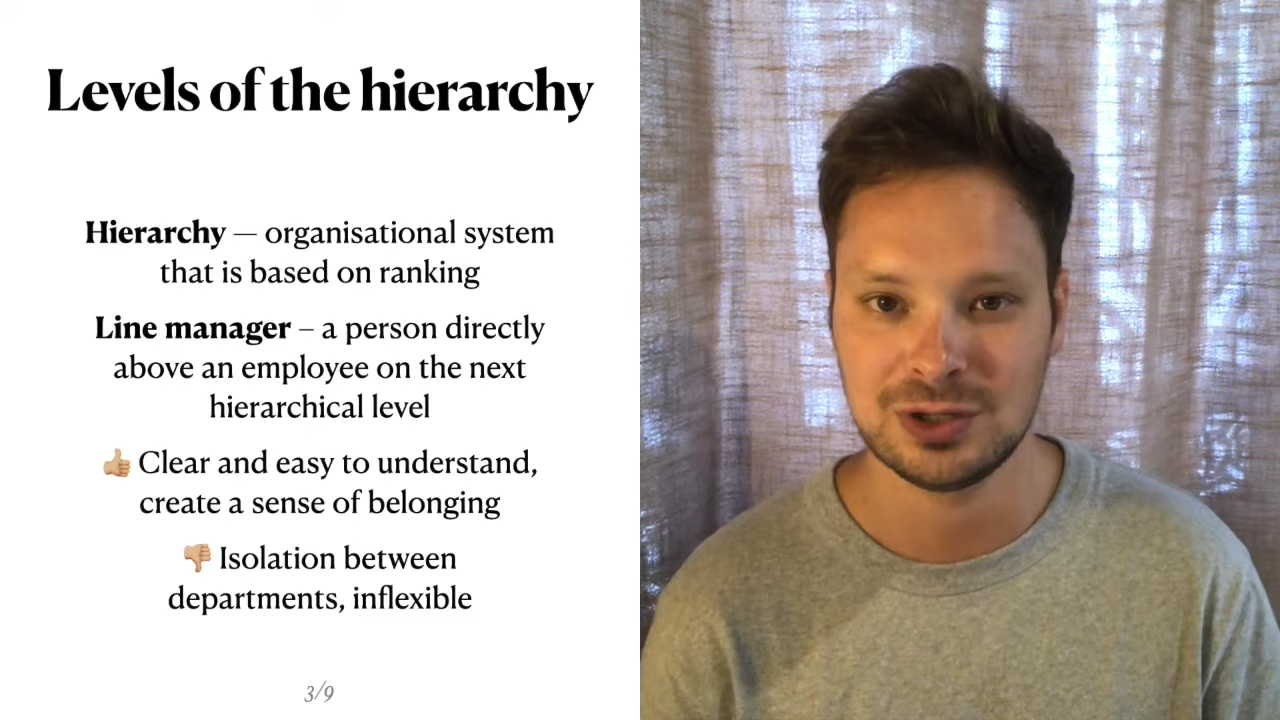 Levels of the hierarchy
Hierarchy — organisational system
that is based on ranking
Line manager – a person directly
above an employee on the next
hierarchical level
👍🏼 Clear and easy to understand,
create a sense of belonging
👎🏼 Isolation between
departments, inflexible
3/9